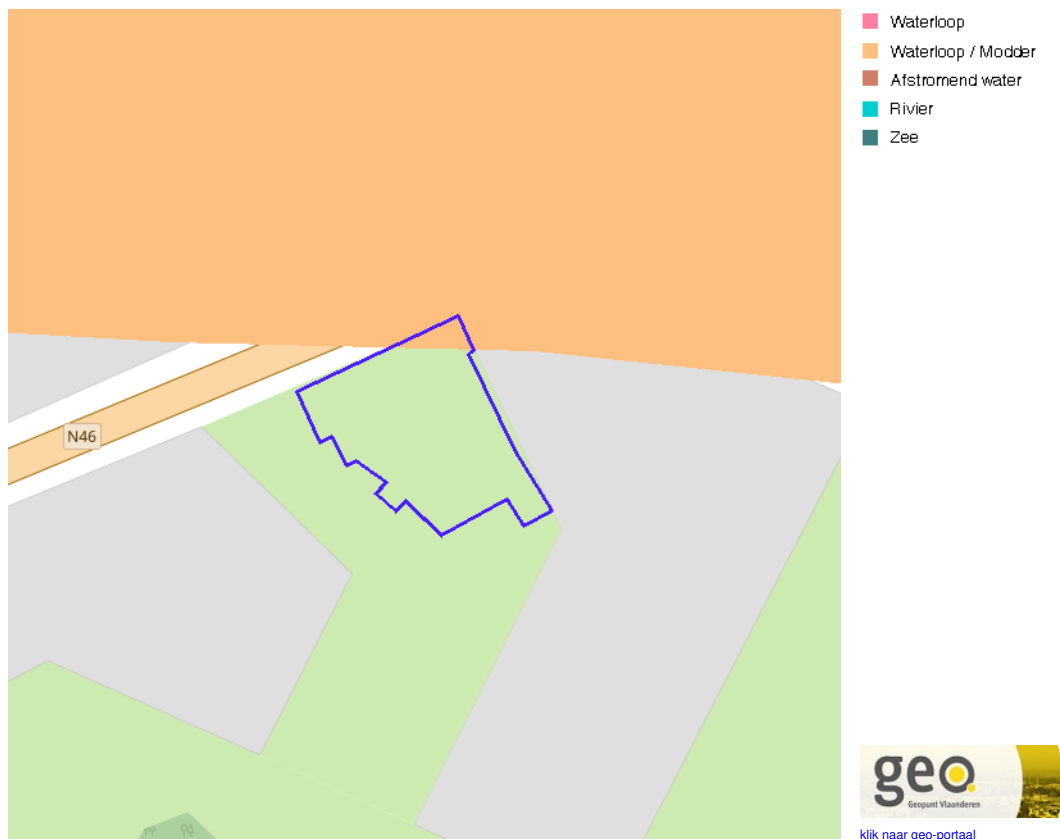 Waterloop
Waterloop / Modder
Afstromend water
Rivier
Zee
N46
geo.
Geopunt Vlaanderen
klik naar geo-portaal